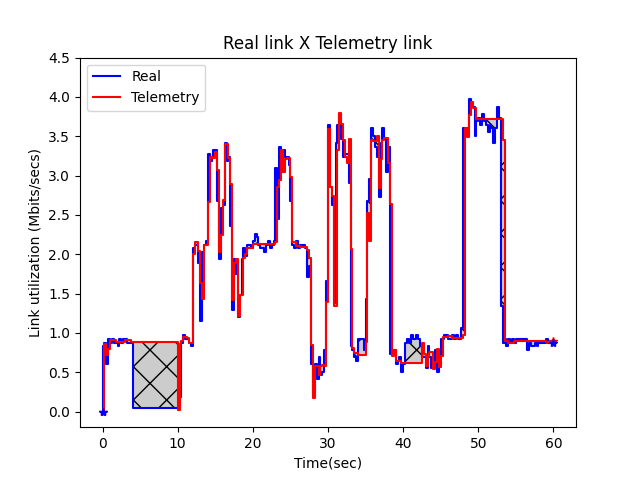 Real link X Telemetry link
Real
Telemetry
Link utilization (Mbits/secs)
4.5
4.0
3.5
3.0
2.5
2.0
1.5
1.0
0.5
0.0
0 10 20 30 40 50 60
Time(sec)